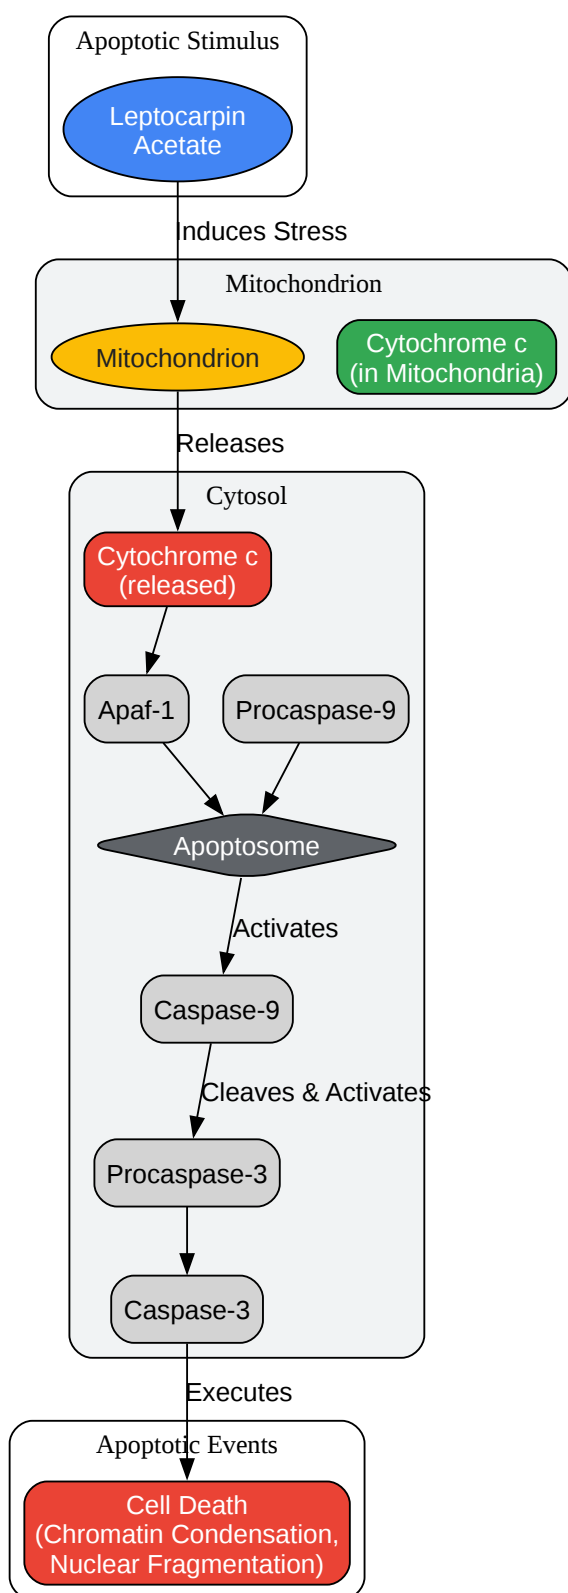 Apoptotic Stimulus
Leptocarpin
Acetate
Induces Stress
Mitochondrion
Mitochondrion
Cytochrome c
(in Mitochondria)
Releases
Cytosol
Cytochrome c
(released)
Apaf-1
Procaspase-9
Apoptosome
Activates
Caspase-9
Cleaves & Activates
Procaspase-3
Caspase-3
Executes
Apoptotic Events
Cell Death
(Chromatin Condensation,
Nuclear Fragmentation)